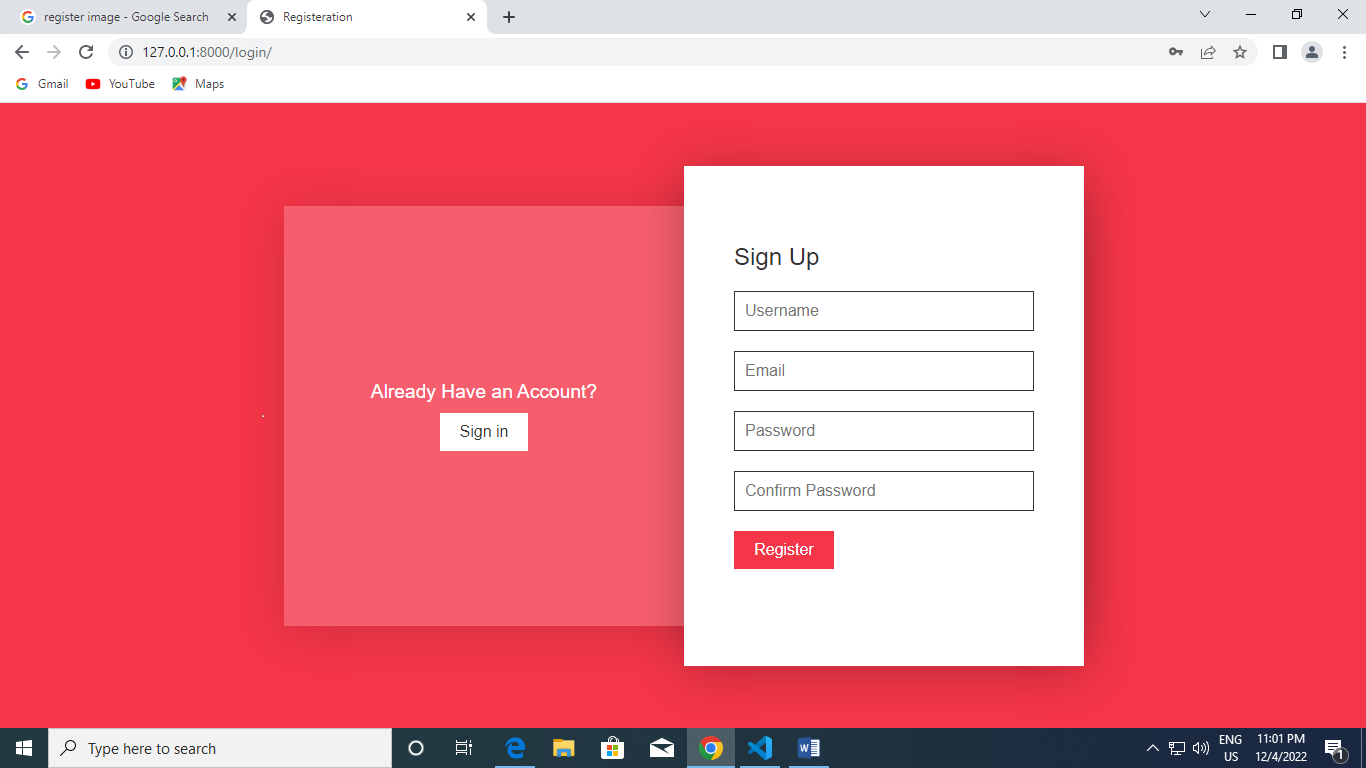 register image - Google Search
Registeration
127.0.0.1:8000/login/
Gmail
YouTube
Maps
Already Have an Account?
Sign in
Sign Up
Username
Email
Password
Confirm Password
Register
Type here to search
ENG
US
11:01 PM
12/4/2022
1